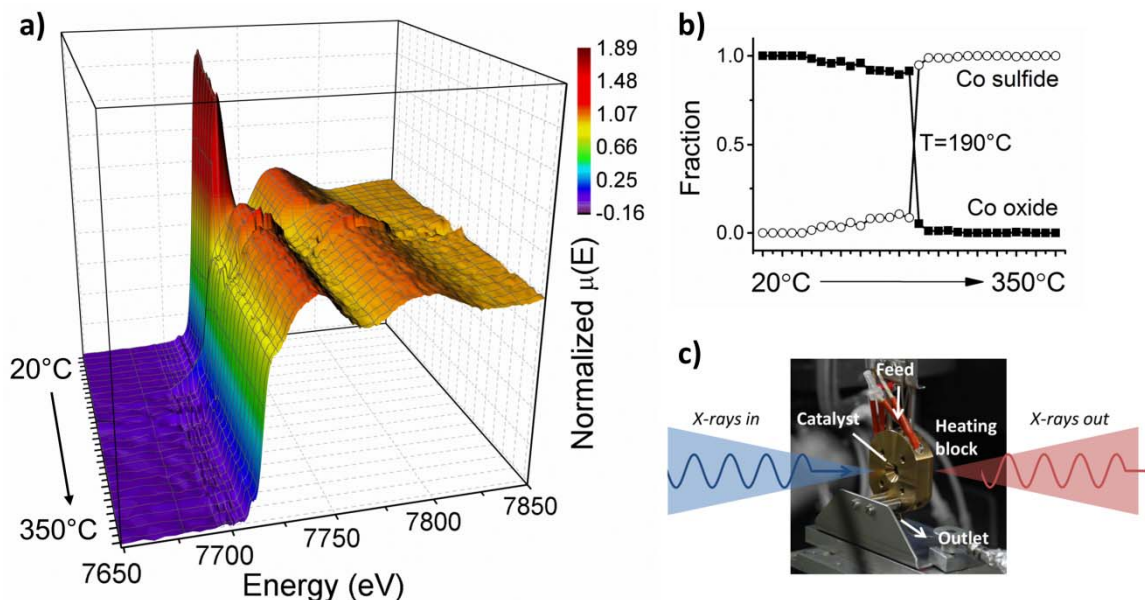 a)
1.89
1.48
1.07
0.66
0.25
-0.16
Normalized μ(E)
20°C
350°C
7650
7700
7750
7800
7850
Energy (eV)
b)
1.0
0.5
0.0
Fraction
Co sulfide
T=190°C
Co oxide
20°C
350°C
c)
X-rays in
Feed
Catalyst
Heating
block
X-rays out
Outlet